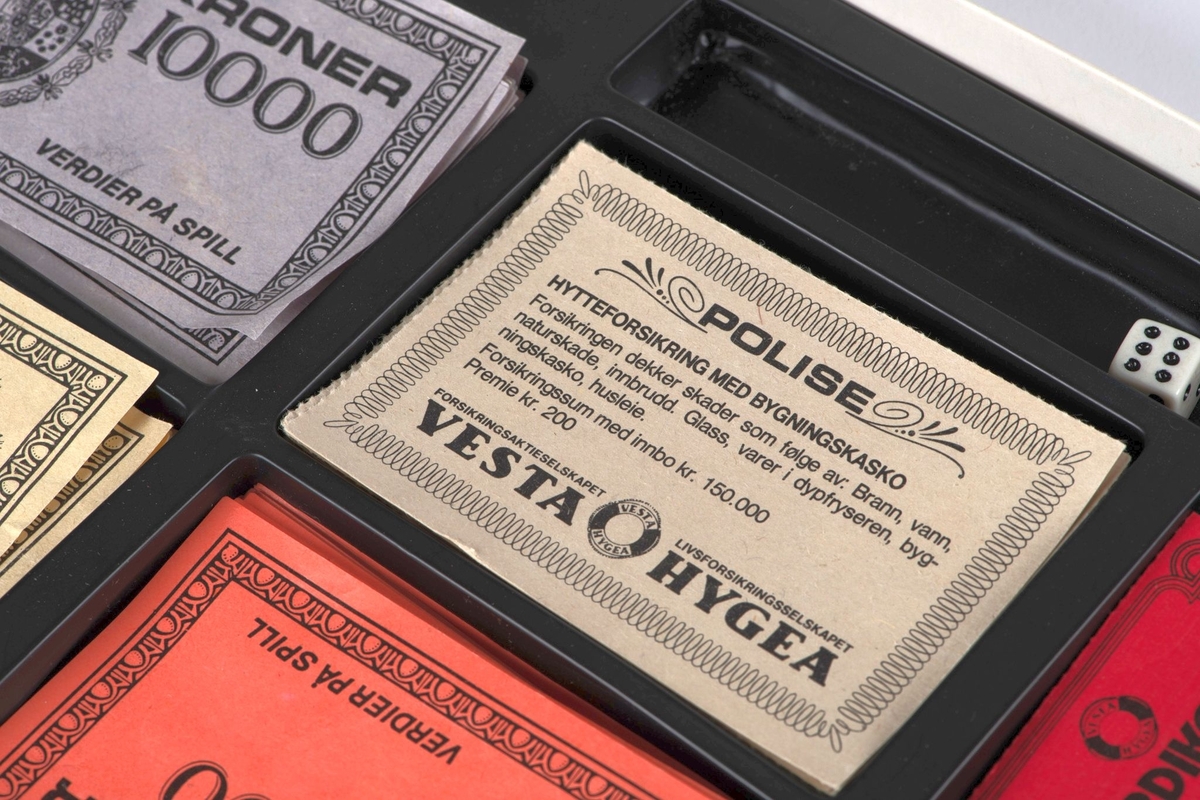 KRONER
10000
VERDIER PÅ SPILL
POLISE
HYTTEFORSIKRING MED BYGNINGSKASKO
Forsikringen dekker skader som følge av: Brann, vann,
naturskade, innbrudd. Glass, varer i dypfryseren, byg-
ningskasko, husleie.
Forsikringssum med innbo kr. 150.000
Premie kr. 200
FORSIKRINGSAKTIESELSKAPET
VESTA
VESTA
HYGEA
LIVSFORSIKRINGSSELSKAPET
HYGEA
VERDIER PÅ SPILL
VESTA
HYGEA